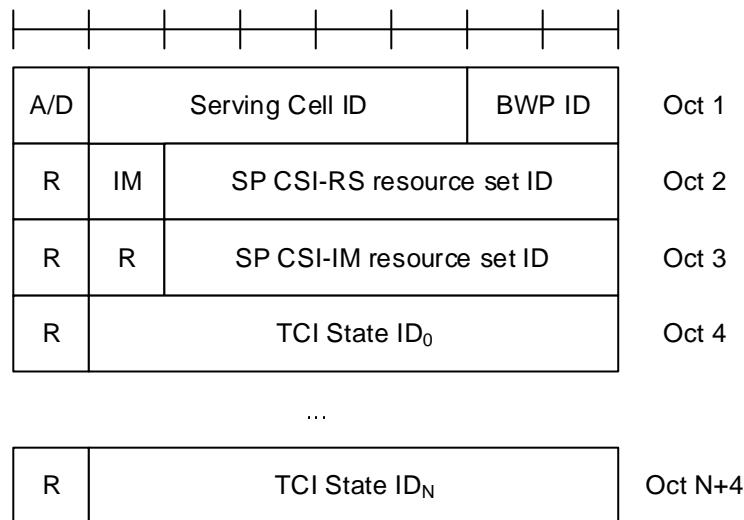 A/D Serving Cell ID BWP ID Oct 1
R IM SP CSI-RS resource set ID Oct 2
R R SP CSI-IM resource set ID Oct 3
R TCI State ID₀ Oct 4
...
R TCI State ID_N Oct N+4